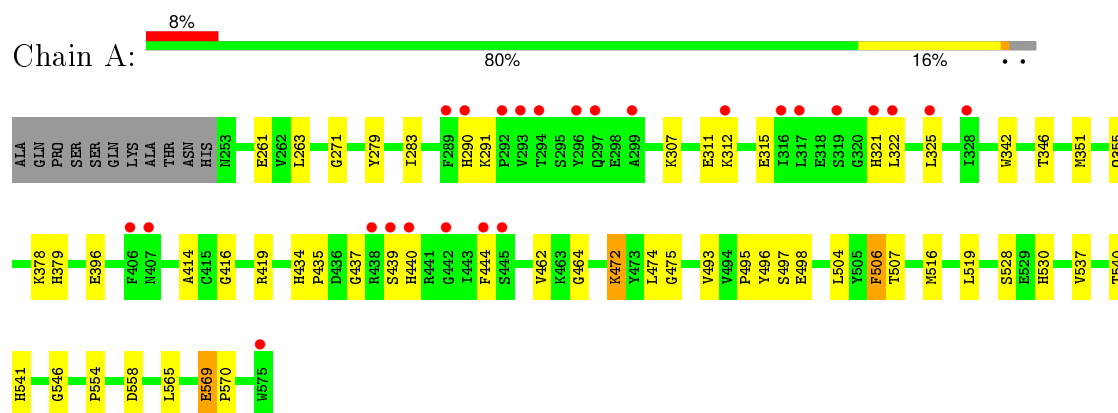 8%
Chain A:
80%
16%
ALA GLN PRO SER SER GLN LYS ALA THR ASN HIS N253 E261 V262 L263 G271 Y279 I283 F289 H290 K291 P292 V293 T294 S295 Y296 Q297 E298 A299 K307 E311 K312 E315 I316 L317 E318 S319 G320 H321 L322 L325 I328 W342 T346 M351 Q355
K378 H379 E396 F406 N407 A414 C415 G416 R419 H434 P435 D436 G437 R438 S439 H440 R441 G442 I443 F444 S445 V462 K463 G464 K472 Y473 L474 G475 V493 V494 P495 Y496 S497 E498 L504 Y505 F506 T507 M516 L519 S528 E529 H530 V537 T540
H541 G546 P554 D558 L565 E569 P570 W575